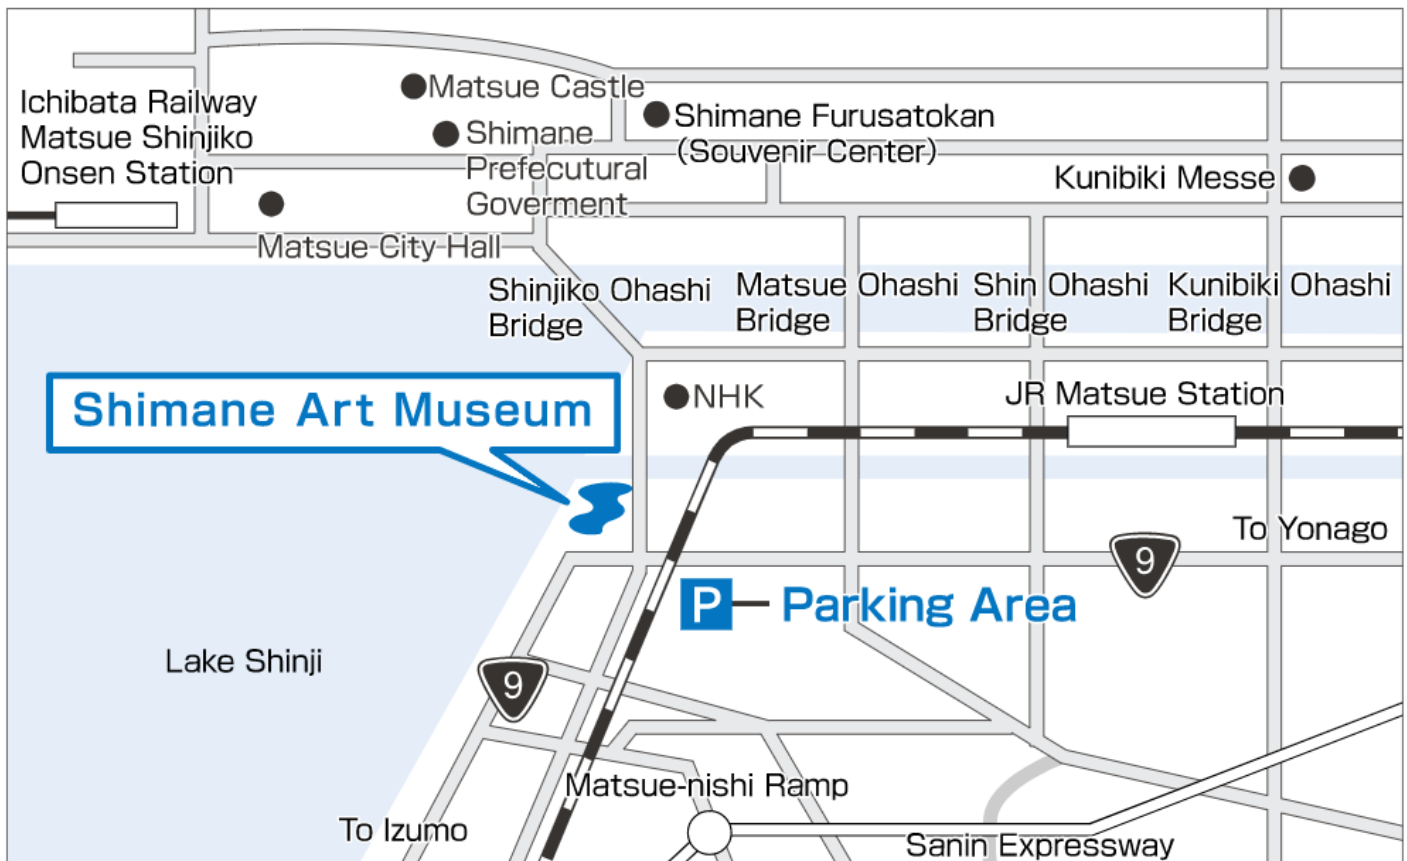 Matsue Castle
Ichibata Railway
Matsue Shinjiko
Onsen Station
Shimane
Prefecutural
Goverment
Shimane Furusatokan
(Souvenir Center)
Kunibiki Messe
Matsue City Hall
Shinjiko Ohashi
Bridge
Matsue Ohashi
Bridge
Shin Ohashi
Bridge
Kunibiki Ohashi
Bridge
Shimane Art Museum
NHK
JR Matsue Station
To Yonago
9
P
Parking Area
Lake Shinji
9
Matsue-nishi Ramp
To Izumo
Sanin Expressway